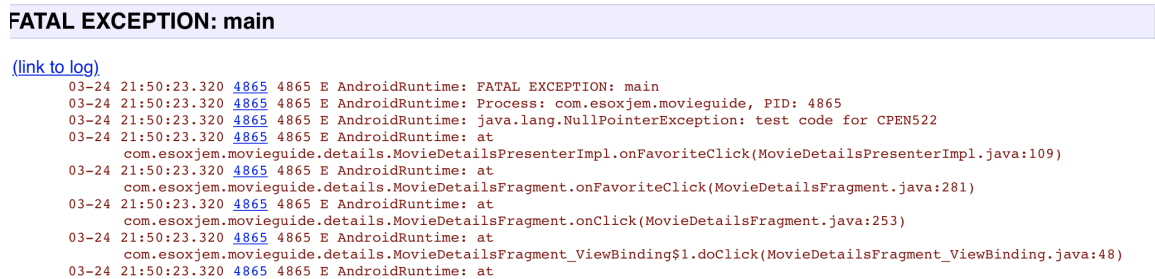 FATAL EXCEPTION: main
(link to log)
03-24 21:50:23.320 4865 4865 E AndroidRuntime: FATAL EXCEPTION: main
03-24 21:50:23.320 4865 4865 E AndroidRuntime: Process: com.esoxjem.movieguide, PID: 4865
03-24 21:50:23.320 4865 4865 E AndroidRuntime: java.lang.NullPointerException: test code for CPEN522
03-24 21:50:23.320 4865 4865 E AndroidRuntime: at
com.esoxjem.movieguide.details.MovieDetailsPresenterImpl.onFavoriteClick(MovieDetailsPresenterImpl.java:109)
03-24 21:50:23.320 4865 4865 E AndroidRuntime: at
com.esoxjem.movieguide.details.MovieDetailsFragment.onFavoriteClick(MovieDetailsFragment.java:281)
03-24 21:50:23.320 4865 4865 E AndroidRuntime: at
com.esoxjem.movieguide.details.MovieDetailsFragment.onClick(MovieDetailsFragment.java:253)
03-24 21:50:23.320 4865 4865 E AndroidRuntime: at
com.esoxjem.movieguide.details.MovieDetailsFragment_ViewBinding$1.doClick(MovieDetailsFragment_ViewBinding.java:48)
03-24 21:50:23.320 4865 4865 E AndroidRuntime: at